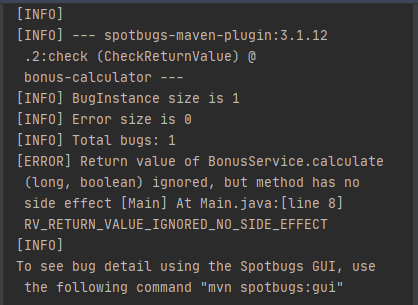 [INFO]
[INFO] --- spotbugs-maven-plugin:3.1.12
.2:check (CheckReturnValue) @
bonus-calculator ---
[INFO] BugInstance size is 1
[INFO] Error size is 0
[INFO] Total bugs: 1
[ERROR] Return value of BonusService.calculate
(long, boolean) ignored, but method has no
side effect [Main] At Main.java:[line 8]
RV_RETURN_VALUE_IGNORED_NO_SIDE_EFFECT
[INFO]
To see bug detail using the Spotbugs GUI, use
the following command "mvn spotbugs:gui"